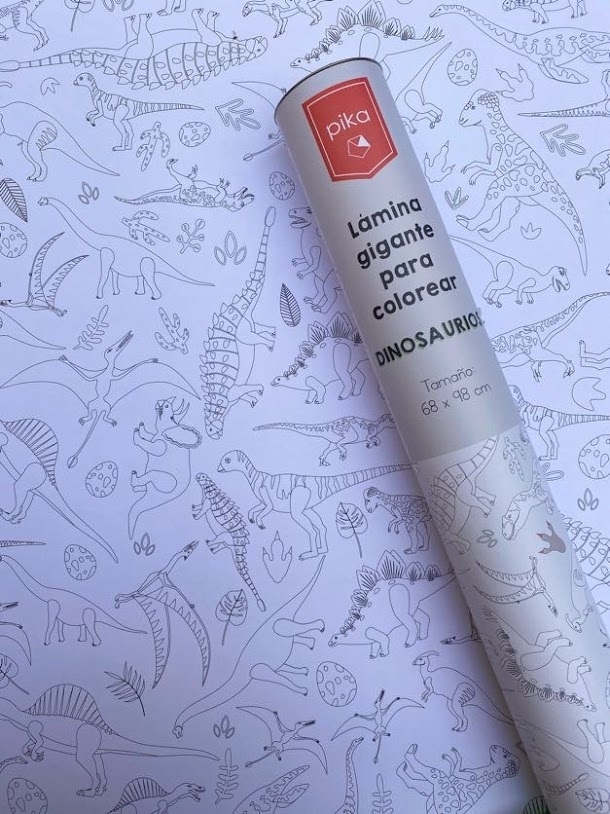 pika
Lámina
gigante
para
colorear
DINOSAURIOS
Tamaño:
68 x 98 cm